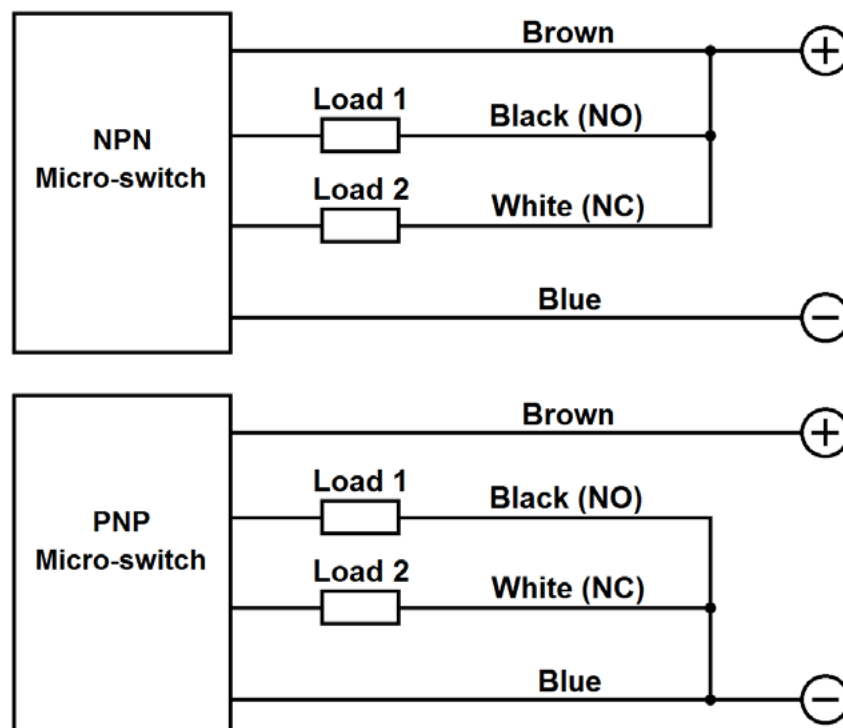 Brown
+
Load 1
Black (NO)
NPN
Micro-switch
Load 2
White (NC)
Blue
−
Brown
+
Load 1
Black (NO)
PNP
Micro-switch
Load 2
White (NC)
Blue
−